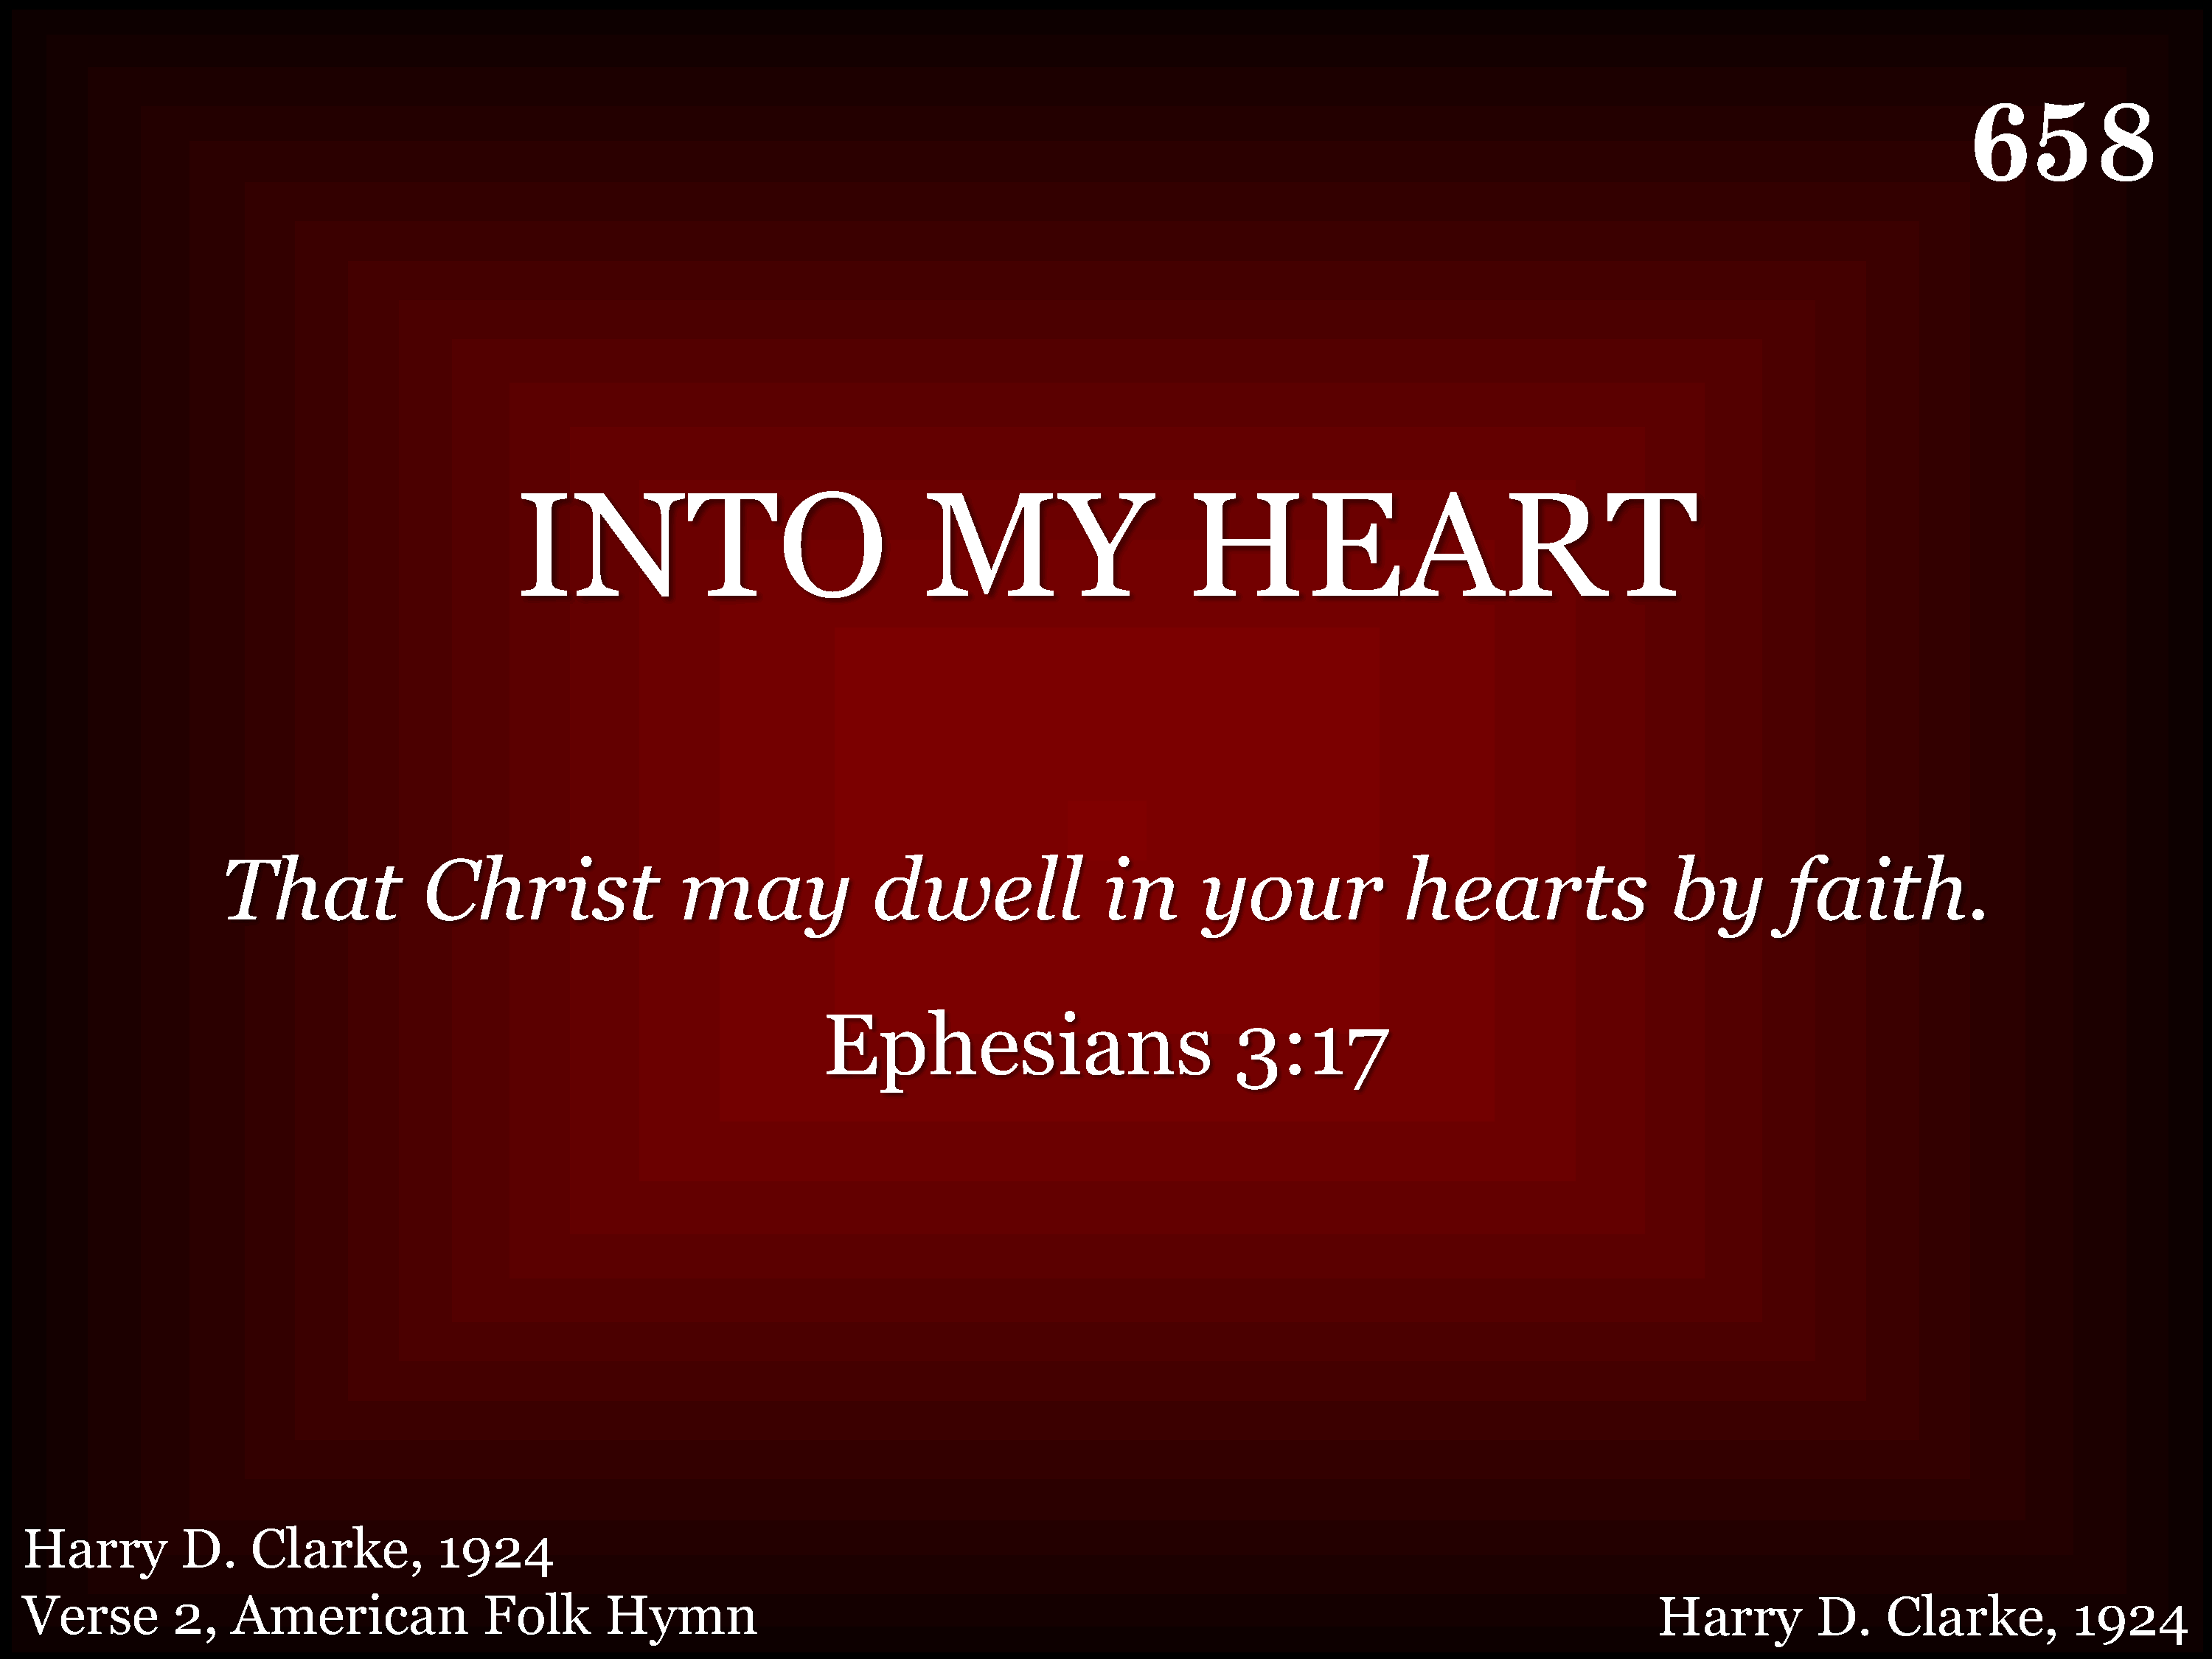 658
INTO MY HEART
That Christ may dwell in your hearts by faith.
Ephesians 3:17
Harry D. Clarke, 1924
Verse 2, American Folk Hymn
Harry D. Clarke, 1924